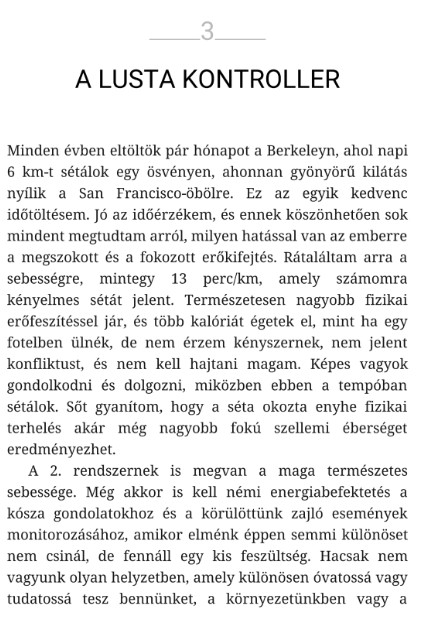 3
A LUSTA KONTROLLER
Minden évben eltöltök pár hónapot a Berkeleyn, ahol napi
6 km-t sétálok egy ösvényen, ahonnan gyönyörű kilátás
nyílik a San Francisco-öbölre. Ez az egyik kedvenc
időtöltésem. Jó az időérzékem, és ennek köszönhetően sok
mindent megtudtam arról, milyen hatással van az emberre
a megszokott és a fokozott erőkifejtés. Rátaláltam arra a
sebességre, mintegy 13 perc/km, amely számomra
kényelmes sétát jelent. Természetesen nagyobb fizikai
erőfeszítéssel jár, és több kalóriát égetek el, mint ha egy
fotelben ülnék, de nem érzem kényszernek, nem jelent
konfliktust, és nem kell hajtani magam. Képes vagyok
gondolkodni és dolgozni, miközben ebben a tempóban
sétálok. Sőt gyanítom, hogy a séta okozta enyhe fizikai
terhelés akár még nagyobb fokú szellemi éberséget
eredményezhet.
A 2. rendszernek is megvan a maga természetes
sebessége. Még akkor is kell némi energiabefektetés a
kósza gondolatokhoz és a körülöttünk zajló események
monitorozásához, amikor elménk éppen semmi különöset
nem csinál, de fennáll egy kis feszültség. Hacsak nem
vagyunk olyan helyzetben, amely különösen óvatossá vagy
tudatossá tesz bennünket, a környezetünkben vagy a